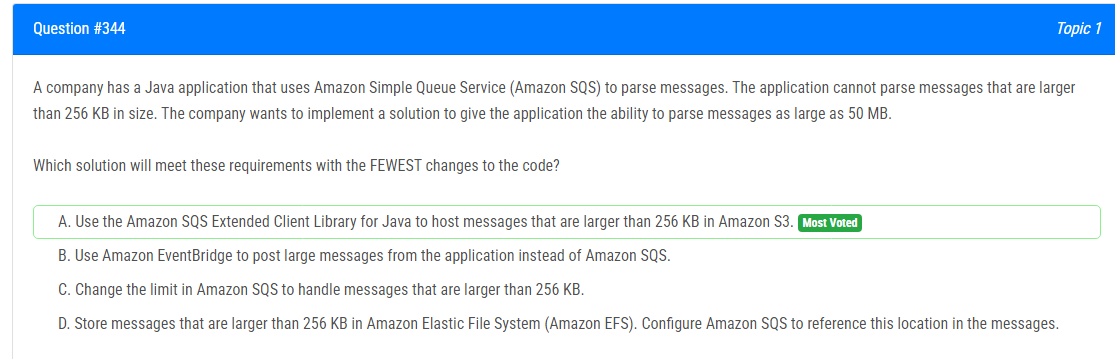 Question #344
Topic 1
A company has a Java application that uses Amazon Simple Queue Service (Amazon SQS) to parse messages. The application cannot parse messages that are larger
than 256 KB in size. The company wants to implement a solution to give the application the ability to parse messages as large as 50 MB.
Which solution will meet these requirements with the FEWEST changes to the code?
A. Use the Amazon SQS Extended Client Library for Java to host messages that are larger than 256 KB in Amazon S3. Most Voted
B. Use Amazon EventBridge to post large messages from the application instead of Amazon SQS.
C. Change the limit in Amazon SQS to handle messages that are larger than 256 KB.
D. Store messages that are larger than 256 KB in Amazon Elastic File System (Amazon EFS). Configure Amazon SQS to reference this location in the messages.